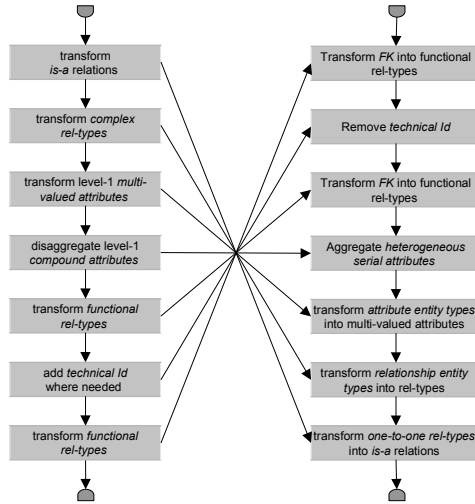 transform
is-a relations
transform complex
rel-types
transform level-1 multi-
valued attributes
disaggregate level-1
compound attributes
transform functional
rel-types
add technical Id
where needed
transform functional
rel-types
Transform FK into functional
rel-types
Remove technical Id
Transform FK into functional
rel-types
Aggregate heterogeneous
serial attributes
transform attribute entity types
into multi-valued attributes
transform relationship entity
types into rel-types
transform one-to-one rel-types
into is-a relations